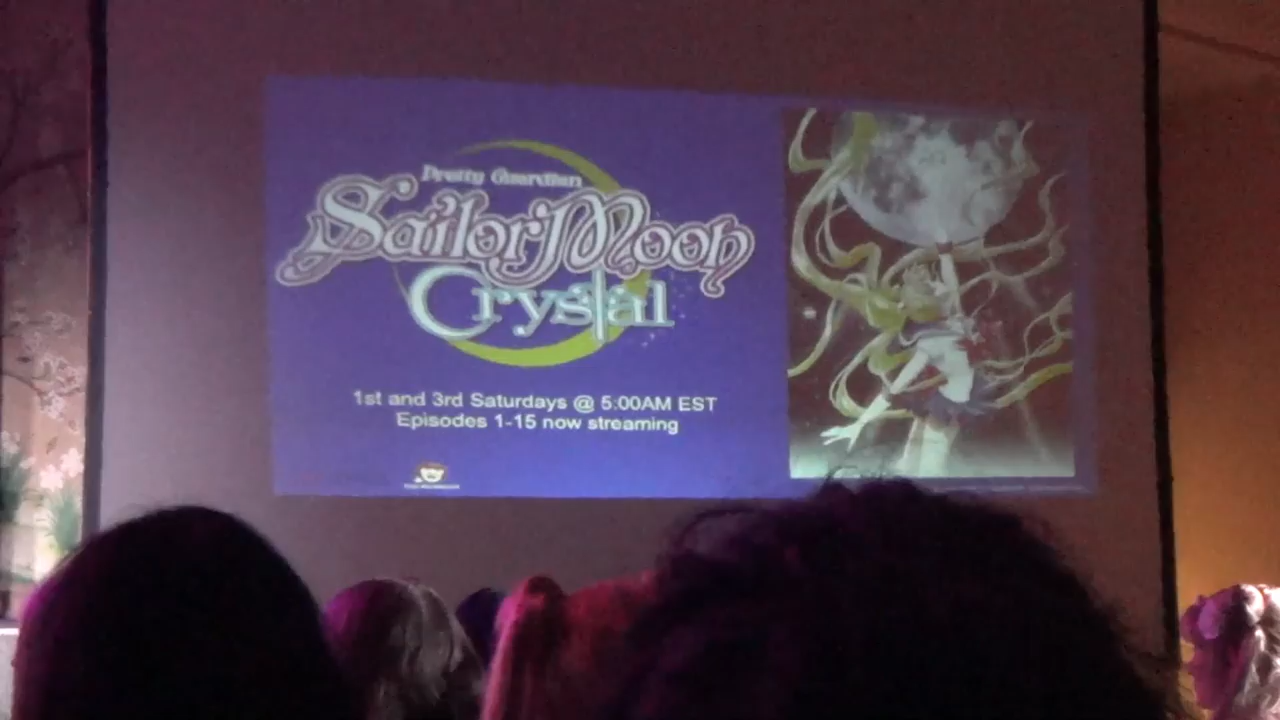 Pretty Guardian
Sailor Moon
Crystal
1st and 3rd Saturdays @ 5:00AM EST
Episodes 1-15 now streaming